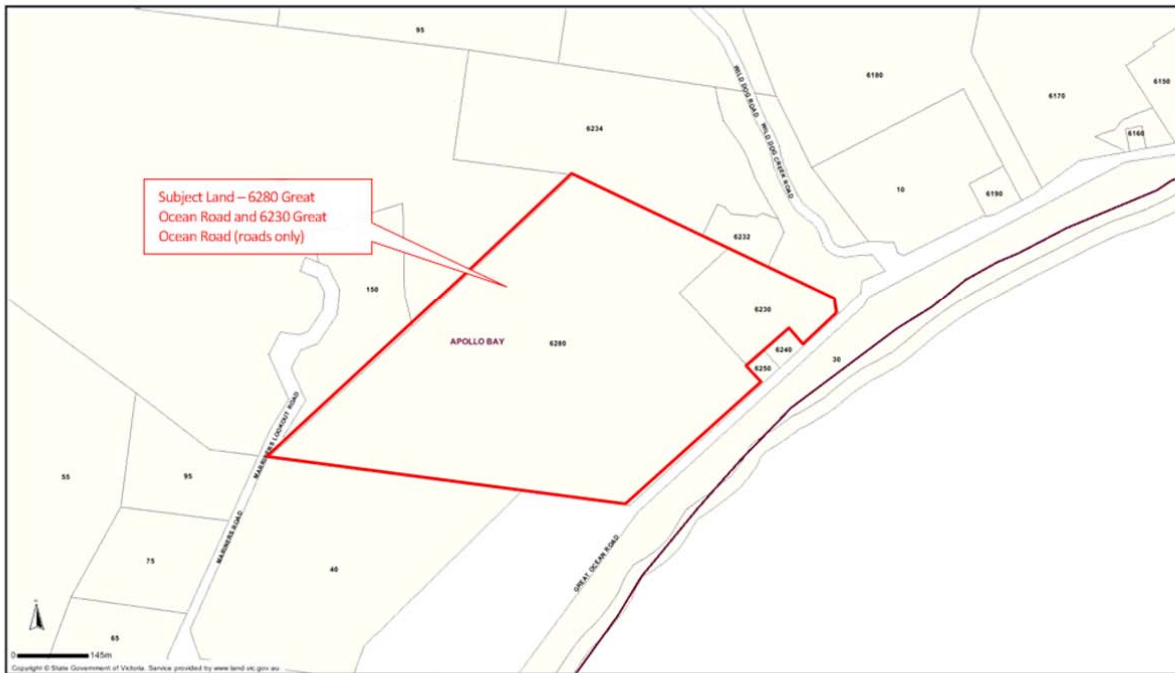 95
6180
6150
6170
WILD DOG ROAD
WILD DOG CREEK ROAD
6160
6234
10
6190
Subject Land – 6280 Great
Ocean Road and 6230 Great
Ocean Road (roads only)
6232
150
6230
APOLLO BAY
6280
6240
30
6250
MARINERS LOOKOUT ROAD
55
95
MARINERS ROAD
75
40
GREAT OCEAN ROAD
65
0
145m
Copyright © State Government of Victoria. Service provided by www.land.vic.gov.au